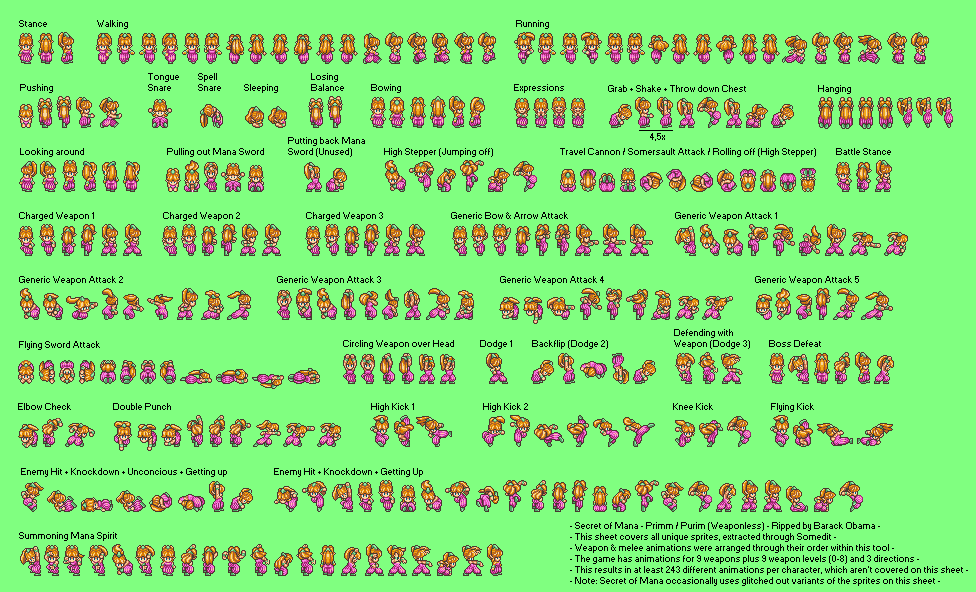 Stance
Walking
Running
Pushing
Tongue
Snare
Spell
Snare
Sleeping
Losing
Balance
Bowing
Expressions
Grab + Shake + Throw down Chest
4,5x
Hanging
Looking around
Pulling out Mana Sword
Putting back Mana
Sword (Unused)
High Stepper (Jumping off)
Travel Cannon / Somersault Attack / Rolling off (High Stepper)
Battle Stance
Charged Weapon 1
Charged Weapon 2
Charged Weapon 3
Generic Bow & Arrow Attack
Generic Weapon Attack 1
Generic Weapon Attack 2
Generic Weapon Attack 3
Generic Weapon Attack 4
Generic Weapon Attack 5
Flying Sword Attack
Circling Weapon over Head
Dodge 1
Backflip (Dodge 2)
Defending with
Weapon (Dodge 3)
Boss Defeat
Elbow Check
Double Punch
High Kick 1
High Kick 2
Knee Kick
Flying Kick
Enemy Hit + Knockdown + Unconcious + Getting up
Enemy Hit + Knockdown + Getting Up
Summoning Mana Spirit
- Secret of Mana - Primm / Purim (Weaponless) - Ripped by Barack Obama -
- This sheet covers all unique sprites, extracted through Somedit -
- Weapon & melee animations were arranged through their order within this tool -
- The game has animations for 9 weapons plus 9 weapon levels (0-8) and 3 directions -
- This results in at least 243 different animations per character, which aren't covered on this sheet -
- Note: Secret of Mana occasionally uses glitched out variants of the sprites on this sheet -